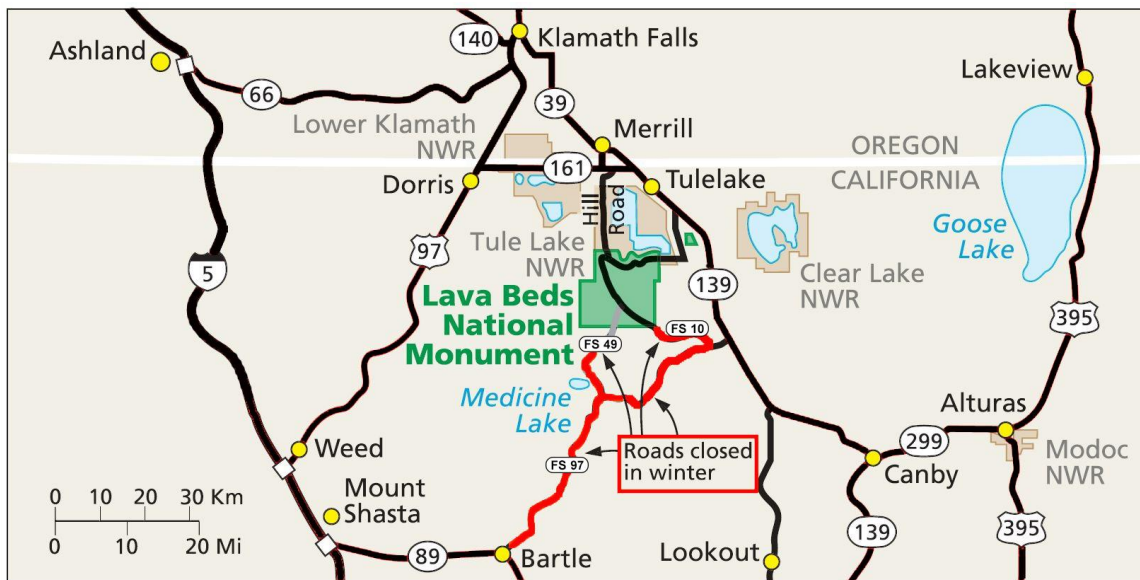 Ashland
140
Klamath Falls
Lakeview
66
39
Lower Klamath
NWR
Merrill
OREGON
CALIFORNIA
161
Dorris
Tulelake
Hill
Road
Goose
Lake
5
97
Tule Lake
NWR
Clear Lake
NWR
139
Lava Beds
National
Monument
395
FS 10
FS 49
Medicine
Lake
Alturas
Weed
Roads closed
in winter
299
Modoc
NWR
FS 97
Canby
0 10 20 30 Km
0 10 20 Mi
Mount
Shasta
139
395
89
Bartle
Lookout